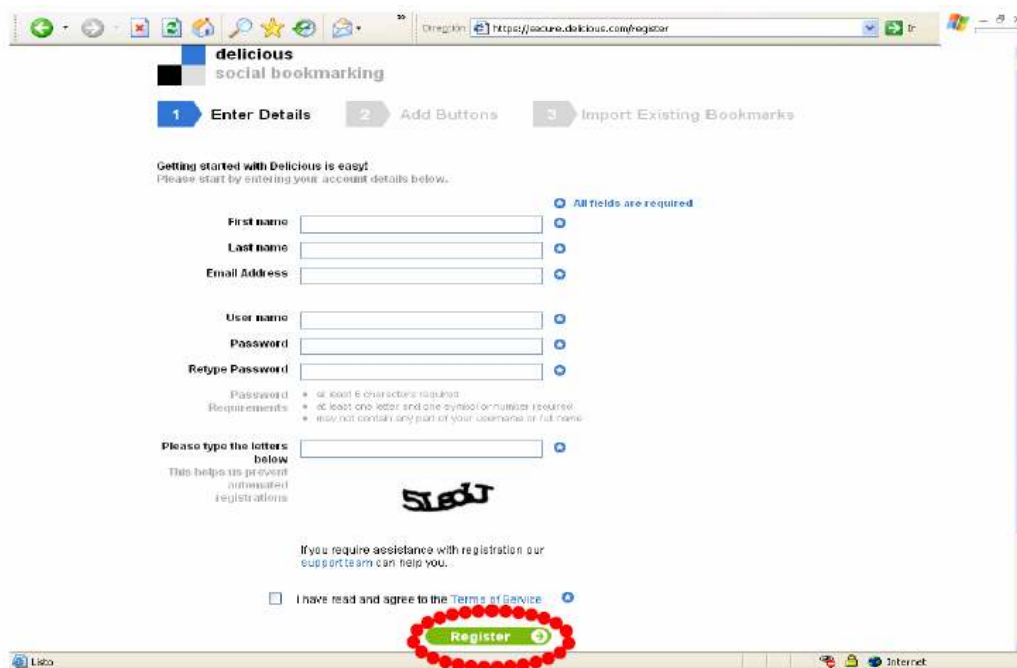 Dirección https://secure.delicious.com/register Ir
delicious
social bookmarking
1 Enter Details 2 Add Buttons 3 Import Existing Bookmarks
Getting started with Delicious is easy!
Please start by entering your account details below.
All fields are required
First name
Last name
Email Address
User name
Password
Retype Password
Password Requirements
at least 6 characters required
at least one letter and one symbol or number required
may not contain any part of your username or full name
Please type the letters
below
This helps us prevent
automated
registrations
If you require assistance with registration our
support team can help you.
I have read and agree to the Terms of Service
Register
Listo Internet